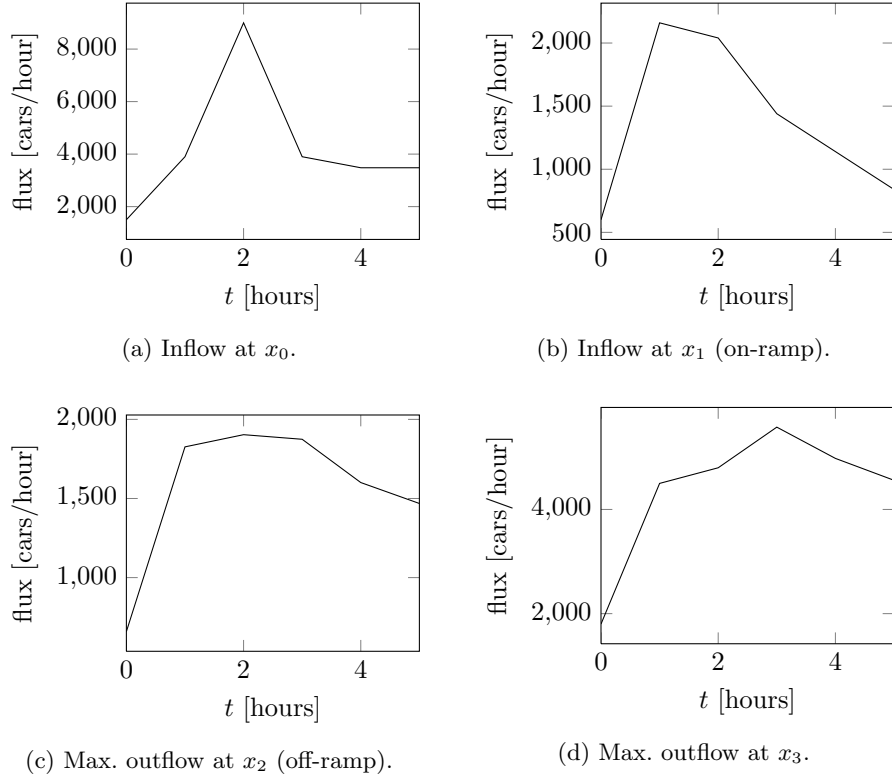 8,000
6,000
4,000
2,000
0 2 4
flux [cars/hour]
t [hours]
(a) Inflow at x0.
2,000
1,500
1,000
500
0 2 4
flux [cars/hour]
t [hours]
(b) Inflow at x1 (on-ramp).
2,000
1,500
1,000
0 2 4
flux [cars/hour]
t [hours]
(c) Max. outflow at x2 (off-ramp).
4,000
2,000
0 2 4
flux [cars/hour]
t [hours]
(d) Max. outflow at x3.